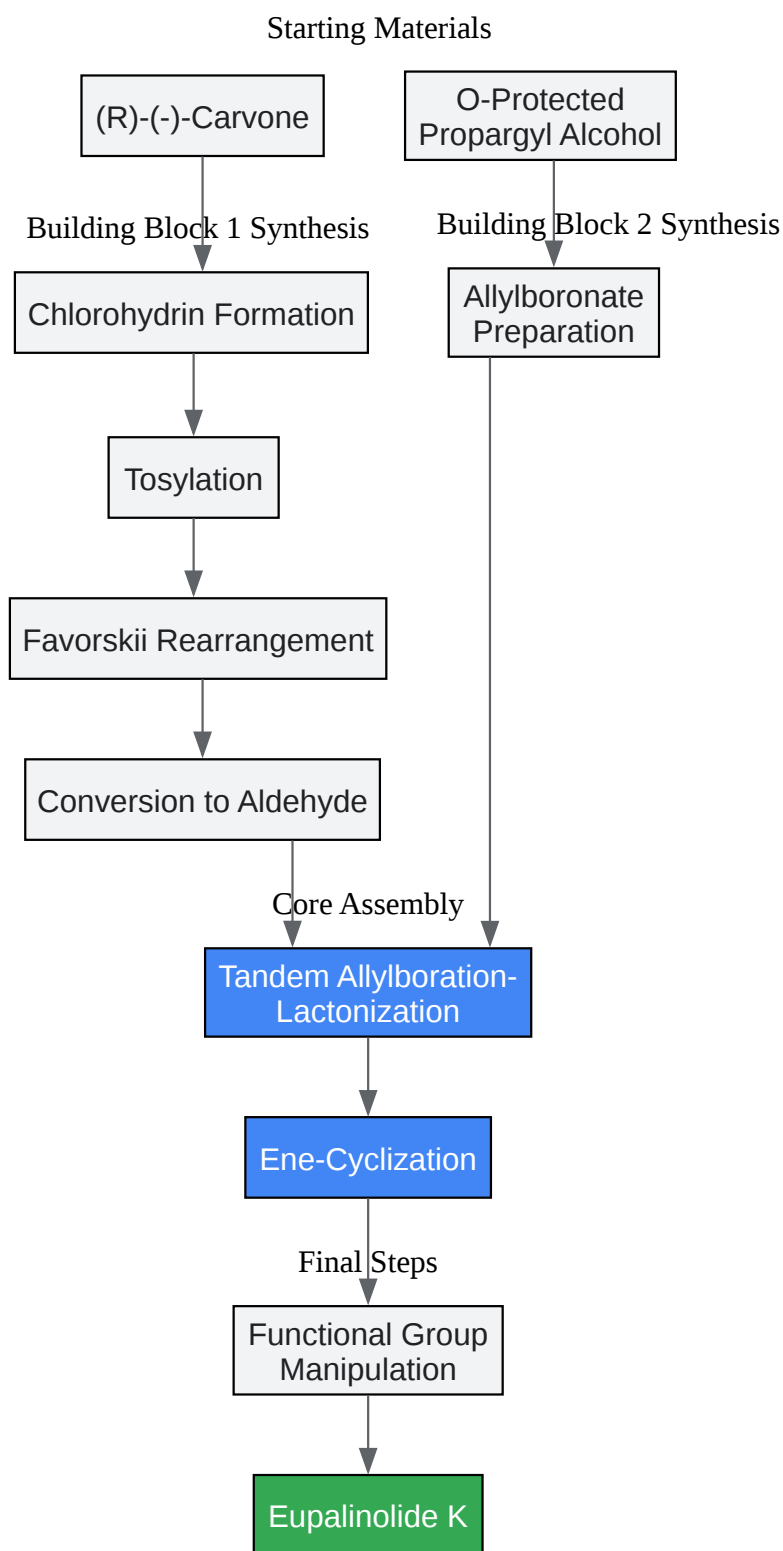 Starting Materials
(R)-(-)-Carvone
O-Protected
Propargyl Alcohol
Building Block 1 Synthesis
Building Block 2 Synthesis
Chlorohydrin Formation
Allylboronate
Preparation
Tosylation
Favorskii Rearrangement
Conversion to Aldehyde
Core Assembly
Tandem Allylboration-
Lactonization
Ene-Cyclization
Final Steps
Functional Group
Manipulation
Eupalinolide K